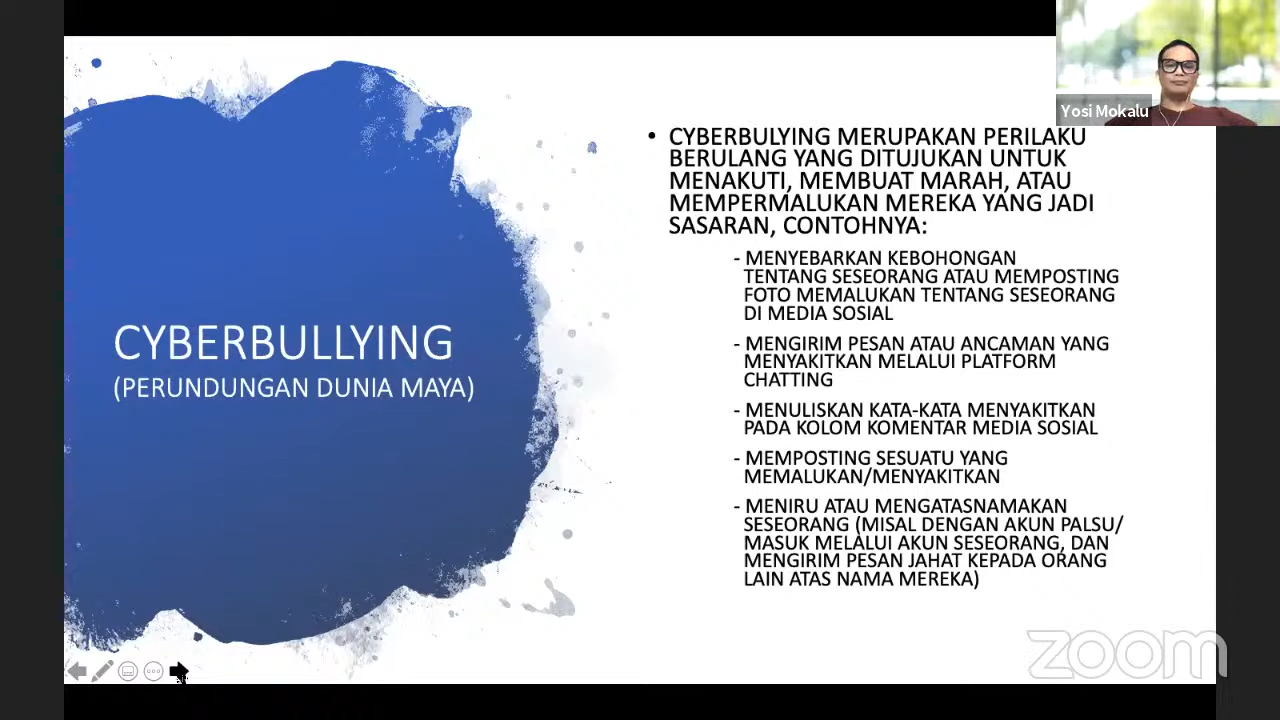 Yosi Mokalu
CYBERBULLYING
(PERUNDUNGAN DUNIA MAYA)
• CYBERBULYING MERUPAKAN PERILAKU
BERULANG YANG DITUJUKAN UNTUK
MENAKUTI, MEMBUAT MARAH, ATAU
MEMPERMALUKAN MEREKA YANG JADI
SASARAN, CONTOHNYA:
- MENYEBARKAN KEBOHONGAN
TENTANG SESEORANG ATAU MEMPOSTING
FOTO MEMALUKAN TENTANG SESEORANG
DI MEDIA SOSIAL
- MENGIRIM PESAN ATAU ANCAMAN YANG
MENYAKITKAN MELALUI PLATFORM
CHATTING
- MENULISKAN KATA-KATA MENYAKITKAN
PADA KOLOM KOMENTAR MEDIA SOSIAL
- MEMPOSTING SESUATU YANG
MEMALUKAN/MENYAKITKAN
- MENIRU ATAU MENGATASNAMAKAN
SESEORANG (MISAL DENGAN AKUN PALSU/
MASUK MELALUI AKUN SESEORANG, DAN
MENGIRIM PESAN JAHAT KEPADA ORANG
LAIN ATAS NAMA MEREKA)
zoom